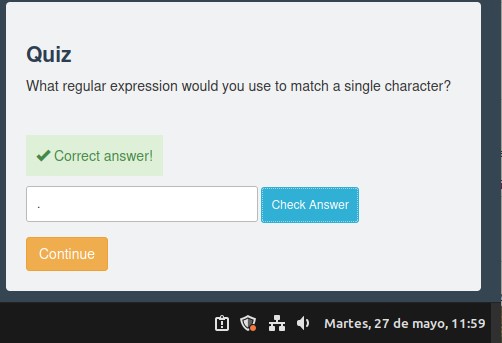 Quiz
What regular expression would you use to match a single character?
Correct answer!
.
Check Answer
Continue
Martes, 27 de mayo, 11:59